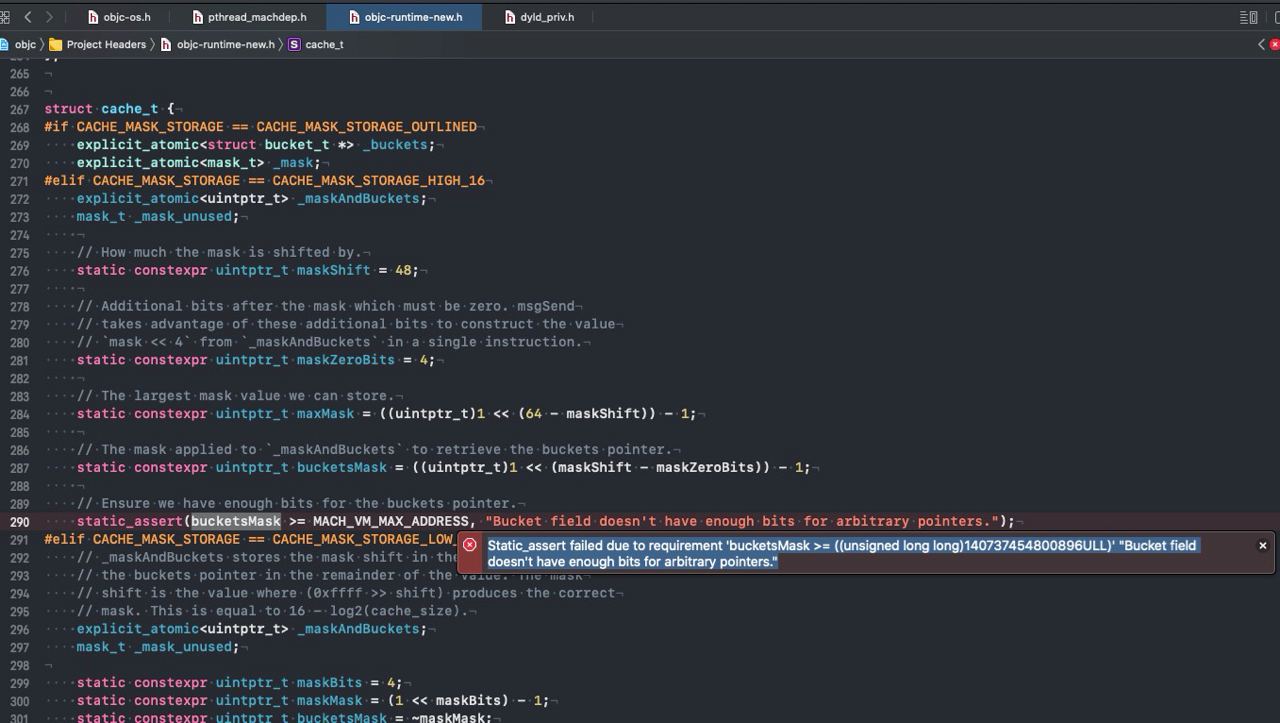 objc-os.h pthread_machdep.h objc-runtime-new.h dyld_priv.h
objc Project Headers objc-runtime-new.h S cache_t
265
266
267 struct cache_t {
268 #if CACHE_MASK_STORAGE == CACHE_MASK_STORAGE_OUTLINED
269 explicit_atomic<struct bucket_t *> _buckets;
270 explicit_atomic<mask_t> _mask;
271 #elif CACHE_MASK_STORAGE == CACHE_MASK_STORAGE_HIGH_16
272 explicit_atomic<uintptr_t> _maskAndBuckets;
273 mask_t _mask_unused;
274
275 // How much the mask is shifted by.
276 static constexpr uintptr_t maskShift = 48;
277
278 // Additional bits after the mask which must be zero. msgSend
279 // takes advantage of these additional bits to construct the value
280 // `mask << 4` from `_maskAndBuckets` in a single instruction.
281 static constexpr uintptr_t maskZeroBits = 4;
282
283 // The largest mask value we can store.
284 static constexpr uintptr_t maxMask = ((uintptr_t)1 << (64 - maskShift)) - 1;
285
286 // The mask applied to `_maskAndBuckets` to retrieve the buckets pointer.
287 static constexpr uintptr_t bucketsMask = ((uintptr_t)1 << (maskShift - maskZeroBits)) - 1;
288
289 // Ensure we have enough bits for the buckets pointer.
290 static_assert(bucketsMask >= MACH_VM_MAX_ADDRESS, "Bucket field doesn't have enough bits for arbitrary pointers.");
291 #elif CACHE_MASK_STORAGE == CACHE_MASK_STORAGE_LOW_
Static_assert failed due to requirement 'bucketsMask >= ((unsigned long long)140737454800896ULL)' "Bucket field
doesn't have enough bits for arbitrary pointers."
292 // _maskAndBuckets stores the mask shift in the
293 // the buckets pointer in the remainder of the value. The mask
294 // shift is the value where (0xffff >> shift) produces the correct
295 // mask. This is equal to 16 - log2(cache_size).
296 explicit_atomic<uintptr_t> _maskAndBuckets;
297 mask_t _mask_unused;
298
299 static constexpr uintptr_t maskBits = 4;
300 static constexpr uintptr_t maskMask = (1 << maskBits) - 1;
301 static constexpr uintptr_t bucketsMask = ~maskMask;